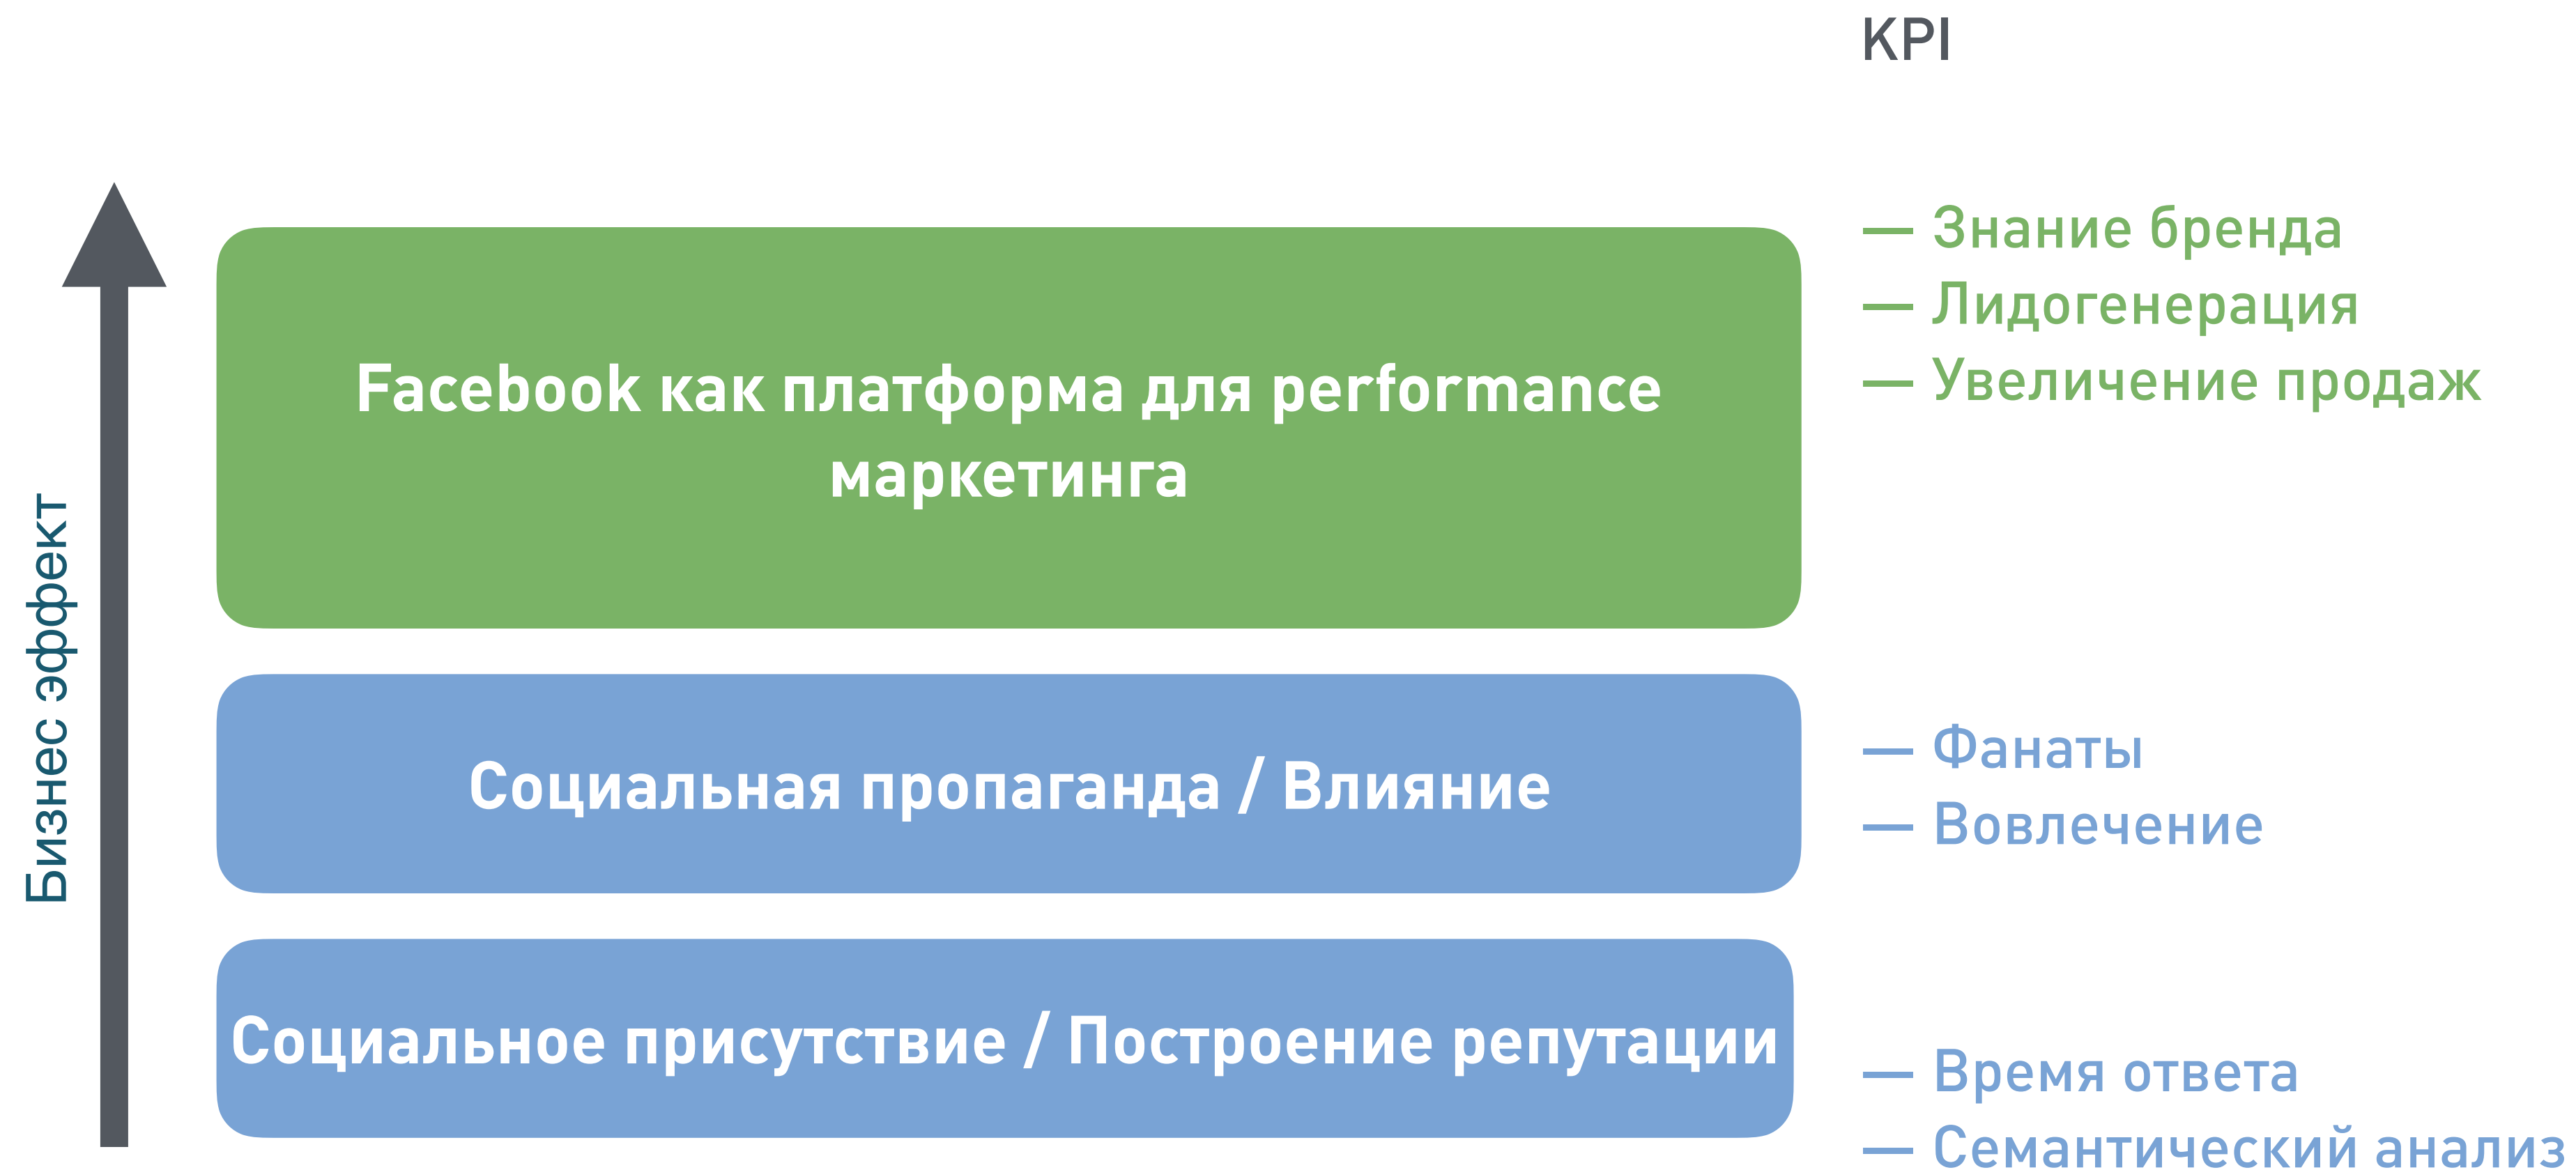 KPI
Бизнес эффект
Facebook как платформа для performance
маркетинга
— Знание бренда
— Лидогенерация
— Увеличение продаж
Социальная пропаганда / Влияние
— Фанаты
— Вовлечение
Социальное присутствие / Построение репутации
— Время ответа
— Семантический анализ